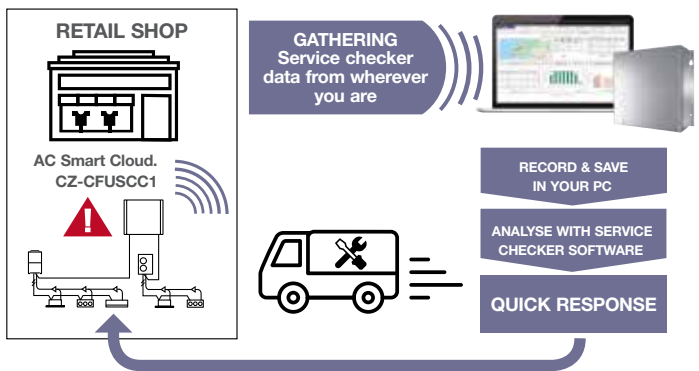 RETAIL SHOP
AC Smart Cloud.
CZ-CFUSCC1
!
GATHERING
Service checker
data from wherever
you are
RECORD & SAVE
IN YOUR PC
ANALYSE WITH SERVICE
CHECKER SOFTWARE
QUICK RESPONSE